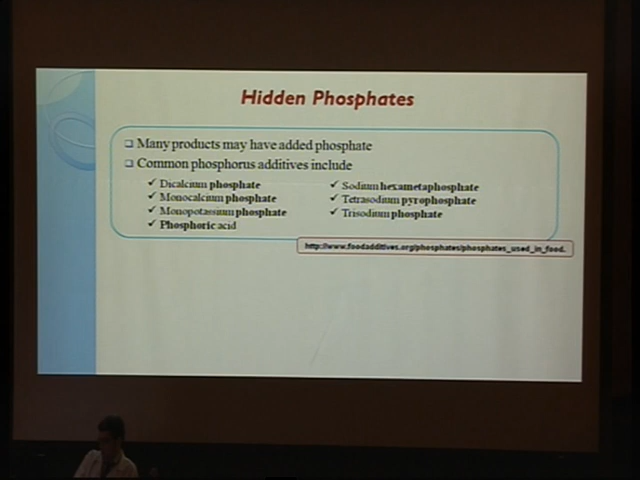 Hidden Phosphates
Many products may have added phosphate
Common phosphorus additives include
Dicalcium phosphate
Monocalcium phosphate
Monopotassium phosphate
Phosphoric acid
Sodium hexametaphosphate
Tetrasodium pyrophosphate
Trisodium phosphate
http://www.foodadditives.org/phosphates/phosphates_used_in_food.